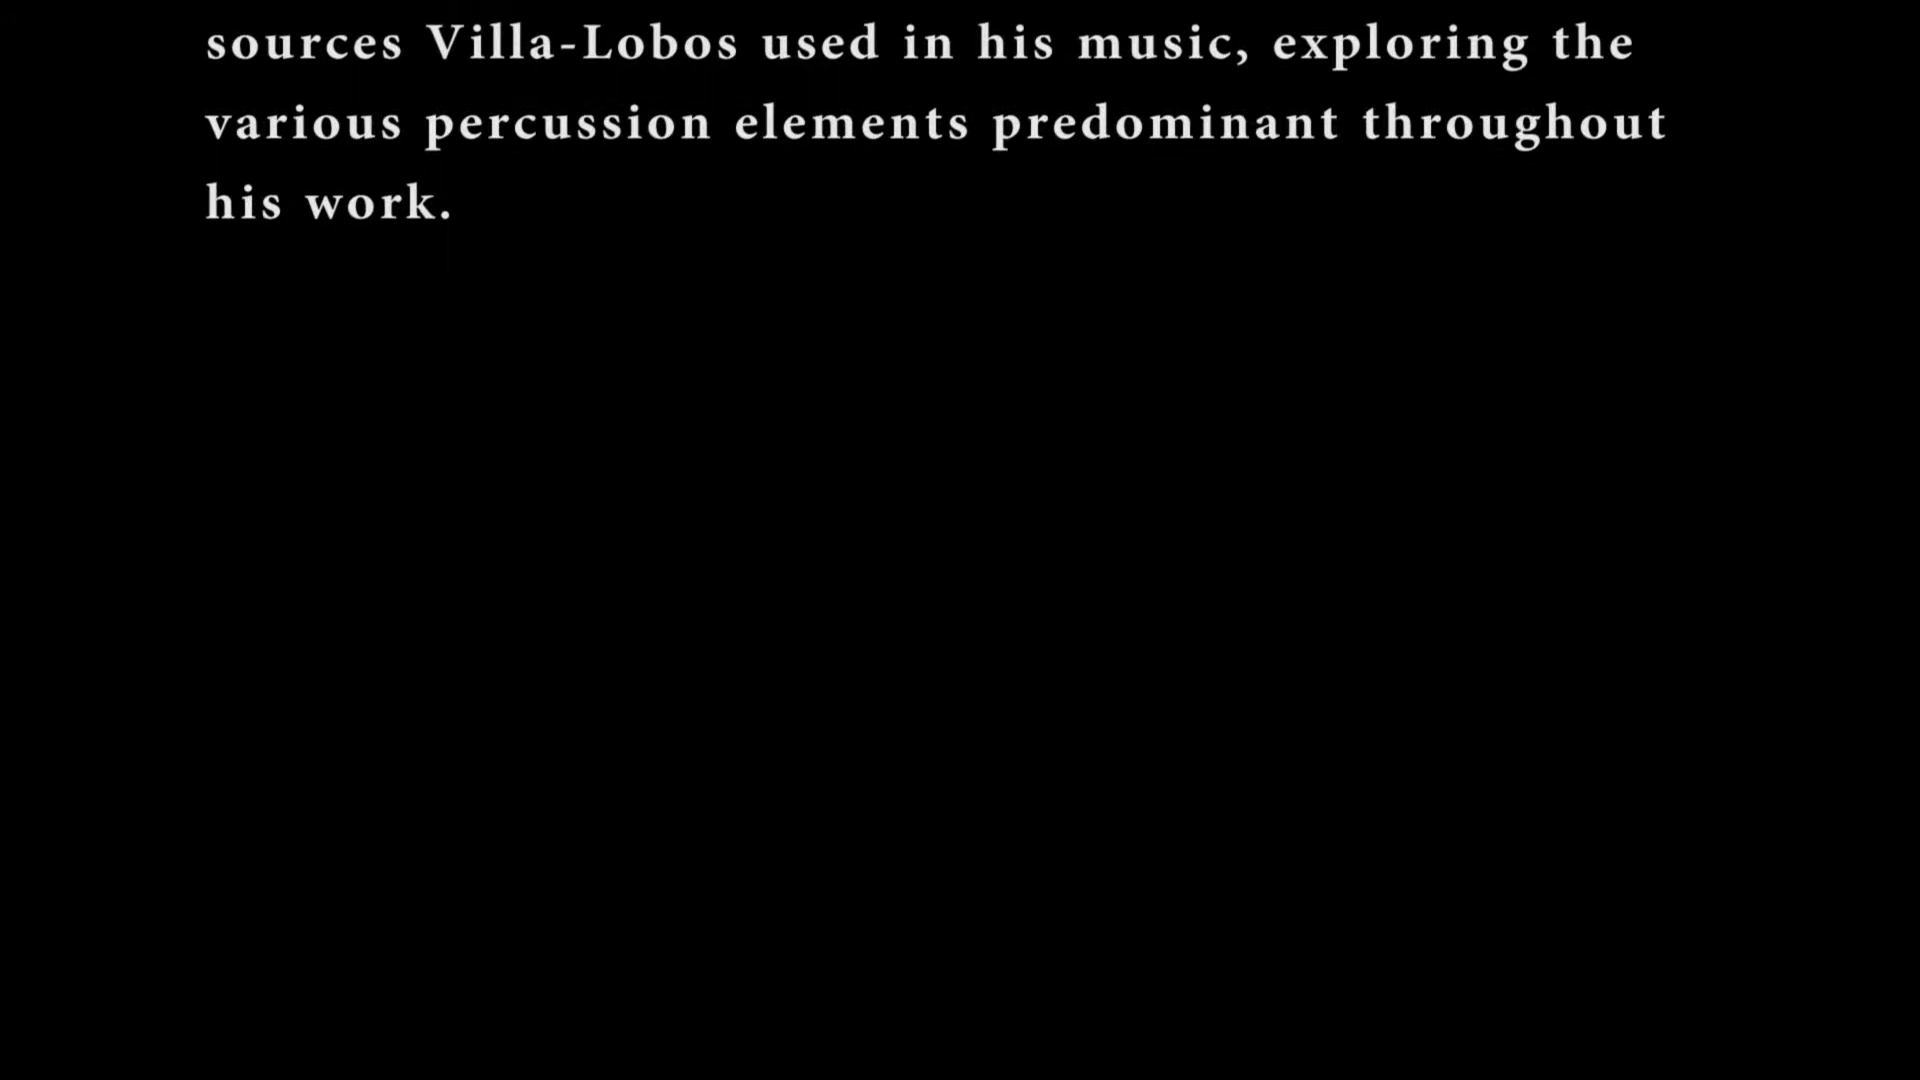 sources Villa-Lobos used in his music, exploring the
various percussion elements predominant throughout
his work.